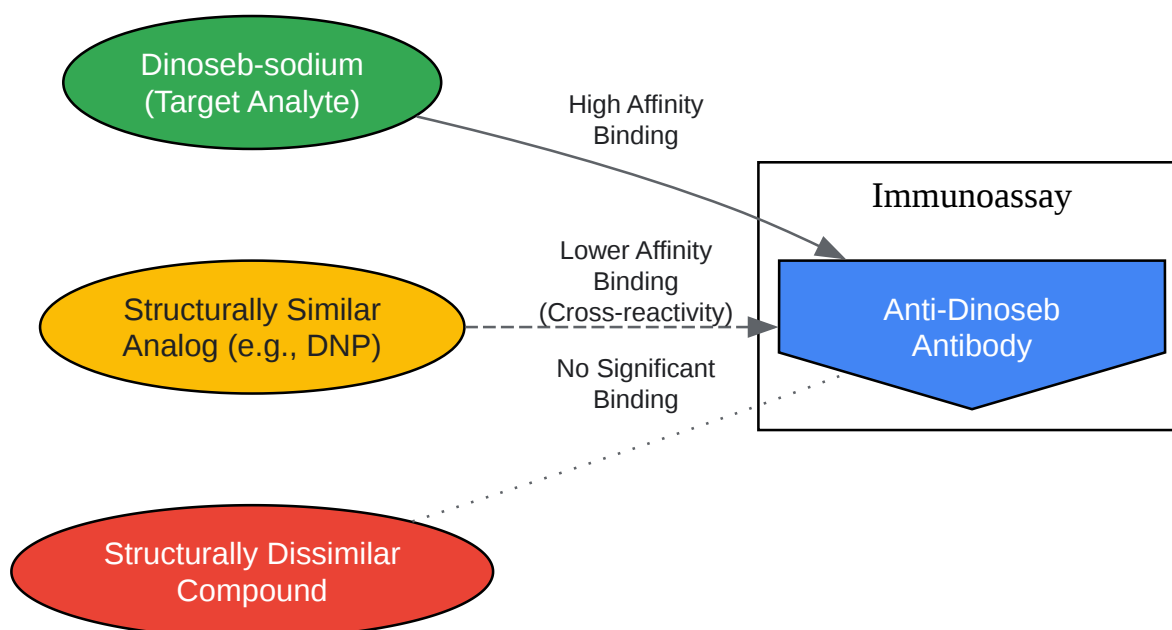 Dinoseb-sodium
(Target Analyte)
High Affinity
Binding
Immunoassay
Lower Affinity
Binding
(Cross-reactivity)
Structurally Similar
Analog (e.g., DNP)
Anti-Dinoseb
Antibody
No Significant
Binding
Structurally Dissimilar
Compound